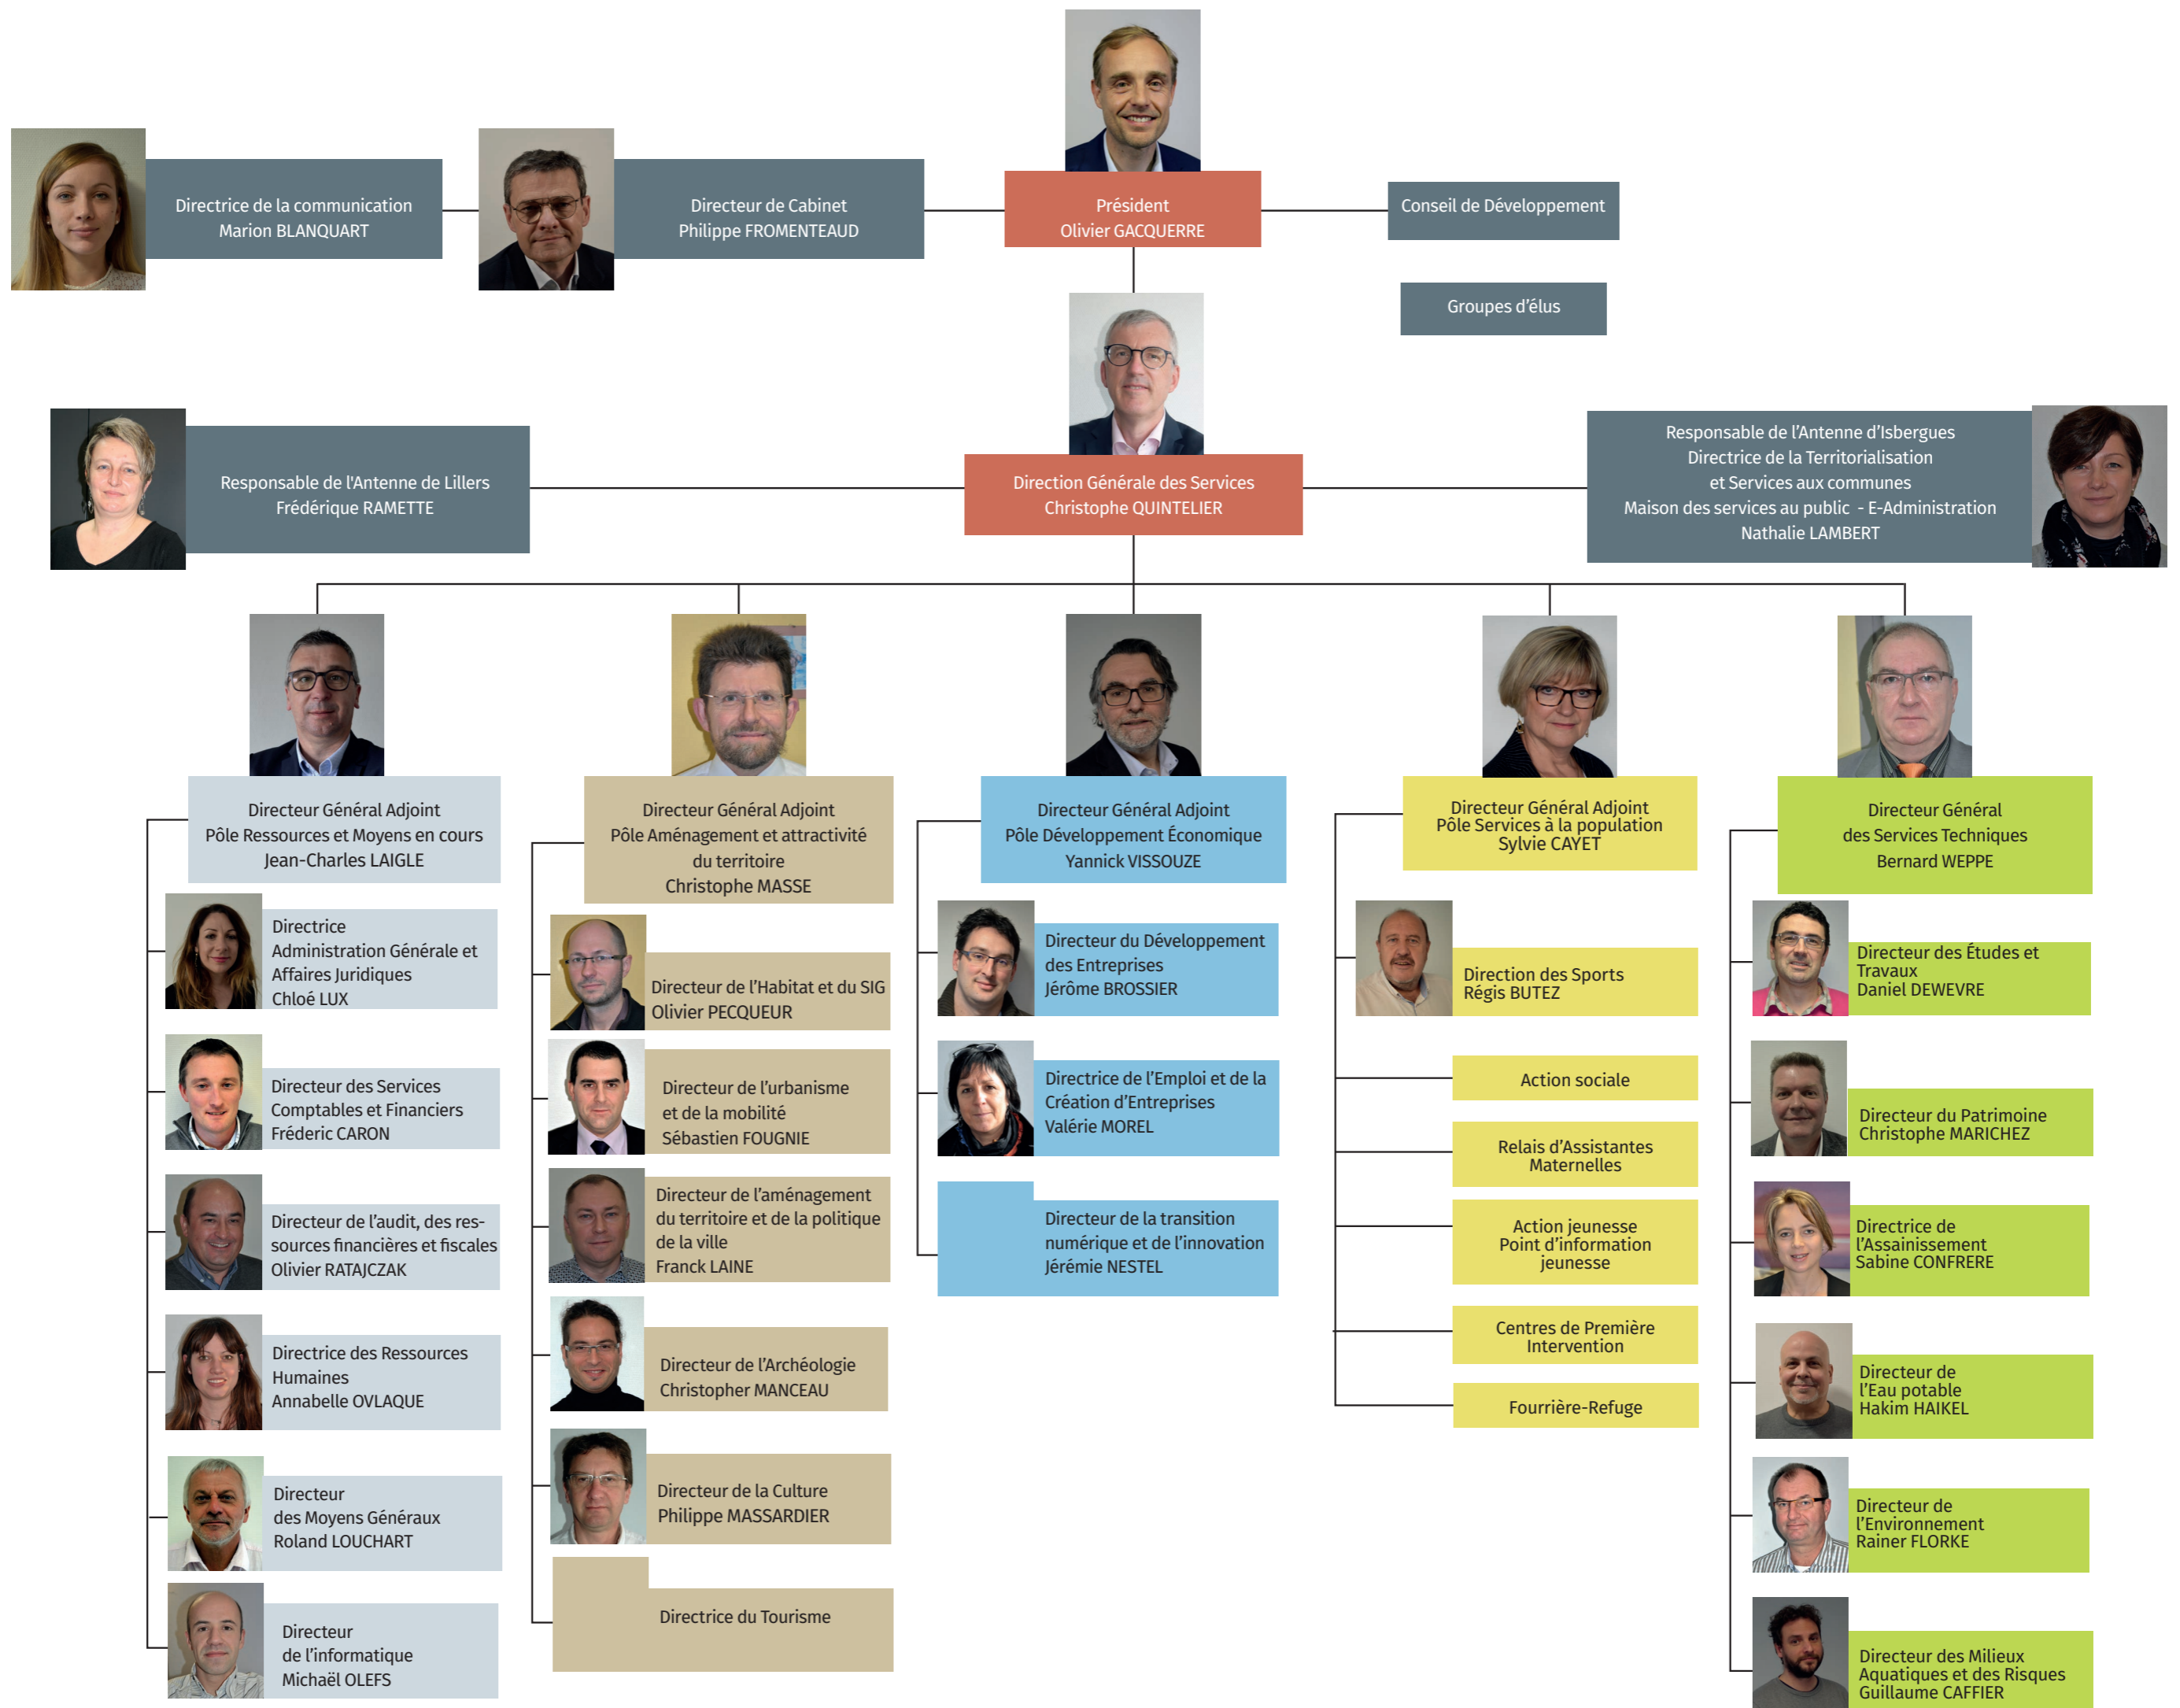 Directrice de la communication
Marion BLANQUART
Directeur de Cabinet
Philippe FROMENTEAUD
Président
Olivier GACQUERRE
Conseil de Développement
Groupes d'élus
Responsable de l'Antenne de Lillers
Frédérique RAMETTE
Direction Générale des Services
Christophe QUINTELIER
Responsable de l'Antenne d'Isbergues
Directrice de la Territorialisation
et Services aux communes
Maison des services au public - E-Administration
Nathalie LAMBERT
Directeur Général Adjoint
Pôle Ressources et Moyens en cours
Jean-Charles LAIGLE
Directrice
Administration Générale et
Affaires Juridiques
Chloé LUX
Directeur des Services
Comptables et Financiers
Fréderic CARON
Directeur de l'audit, des res-
sources financières et fiscales
Olivier RATAJCZAK
Directrice des Ressources
Humaines
Annabelle OVLAQUE
Directeur
des Moyens Généraux
Roland LOUCHART
Directeur
de l'informatique
Michaël OLEFS
Directeur Général Adjoint
Pôle Aménagement et attractivité
du territoire
Christophe MASSE
Directeur de l'Habitat et du SIG
Olivier PECQUEUR
Directeur de l'urbanisme
et de la mobilité
Sébastien FOUGNIE
Directeur de l'aménagement
du territoire et de la politique
de la ville
Franck LAINE
Directeur de l'Archéologie
Christopher MANCEAU
Directeur de la Culture
Philippe MASSARDIER
Directrice du Tourisme
Directeur Général Adjoint
Pôle Développement Économique
Yannick VISSOUZE
Directeur du Développement
des Entreprises
Jérôme BROSSIER
Directrice de l'Emploi et de la
Création d'Entreprises
Valérie MOREL
Directeur de la transition
numérique et de l'innovation
Jérémie NESTEL
Directeur Général Adjoint
Pôle Services à la population
Sylvie CAYET
Direction des Sports
Régis BUTEZ
Action sociale
Relais d'Assistantes
Maternelles
Action jeunesse
Point d'information
jeunesse
Centres de Première
Intervention
Fourrière-Refuge
Directeur Général
des Services Techniques
Bernard WEPPE
Directeur des Études et
Travaux
Daniel DEWEVRE
Directeur du Patrimoine
Christophe MARICHEZ
Directrice de
l'Assainissement
Sabine CONFRERE
Directeur de
l'Eau potable
Hakim HAIKEL
Directeur de
l'Environnement
Rainer FLORKE
Directeur des Milieux
Aquatiques et des Risques
Guillaume CAFFIER